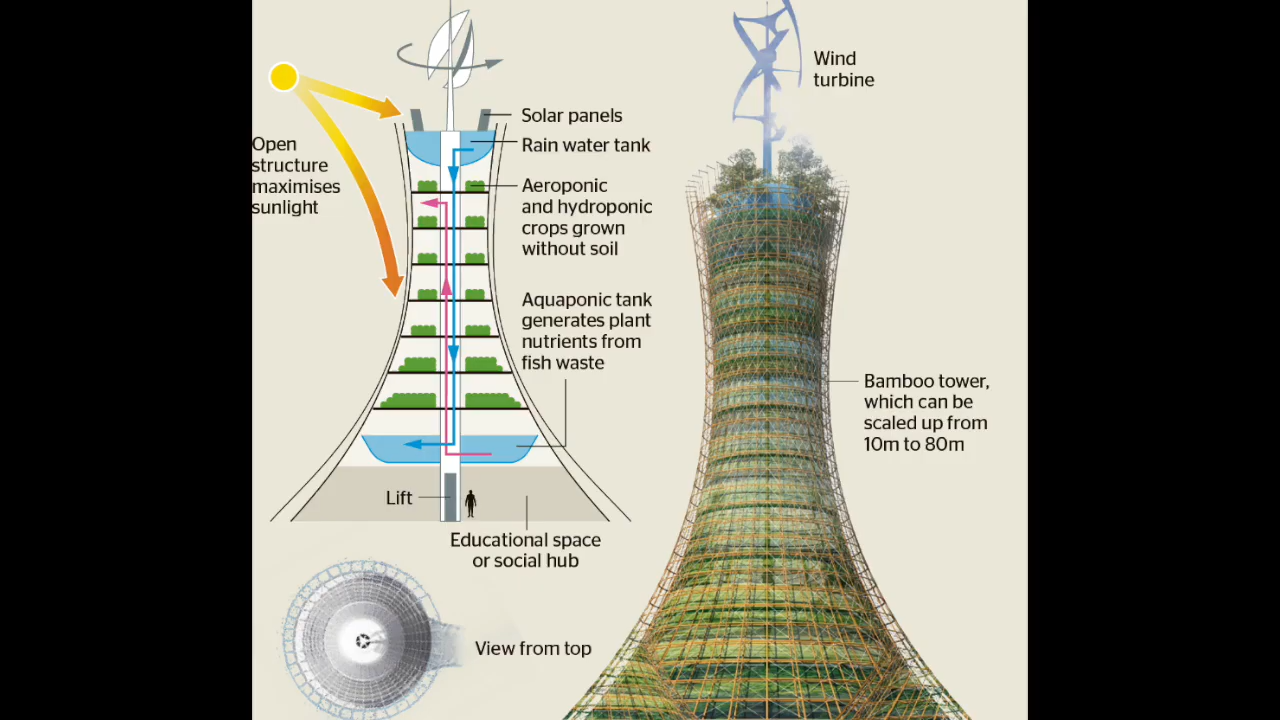 Wind
turbine
Solar panels
Rain water tank
Open
structure
maximises
sunlight
Aeroponic
and hydroponic
crops grown
without soil
Aquaponic tank
generates plant
nutrients from
fish waste
Bamboo tower,
which can be
scaled up from
10m to 80m
Lift
Educational space
or social hub
View from top